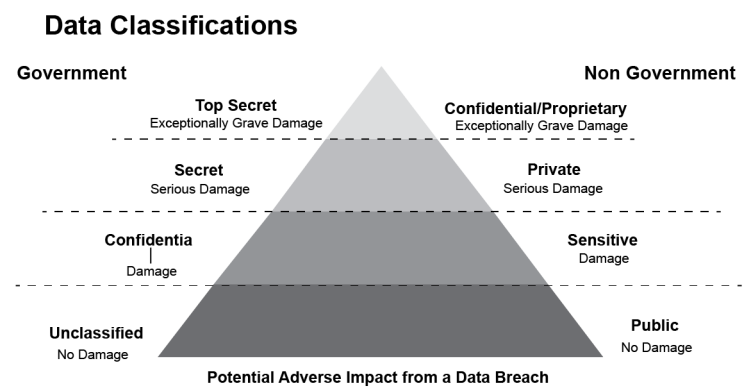 Data Classifications
Government
Non Government
Top Secret
Exceptionally Grave Damage
Confidential/Proprietary
Exceptionally Grave Damage
Secret
Serious Damage
Private
Serious Damage
Confidentia
l
Damage
Sensitive
Damage
Unclassified
No Damage
Public
No Damage
Potential Adverse Impact from a Data Breach